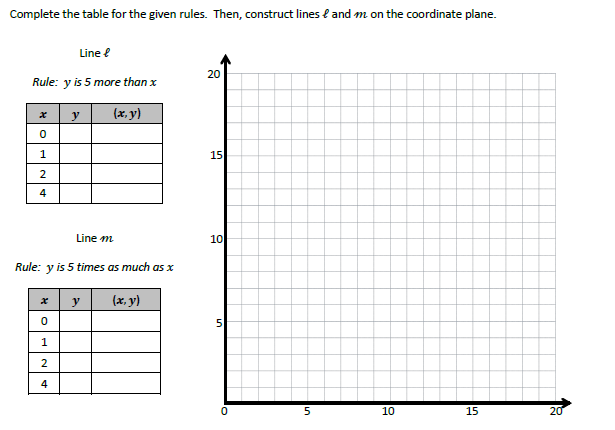 Complete the table for the given rules. Then, construct lines ℓ and m on the coordinate plane.
Line ℓ
Rule: y is 5 more than x
x y (x, y)
0
1
2
4
Line m
Rule: y is 5 times as much as x
x y (x, y)
0
1
2
4
20
15
10
5
0 5 10 15 20